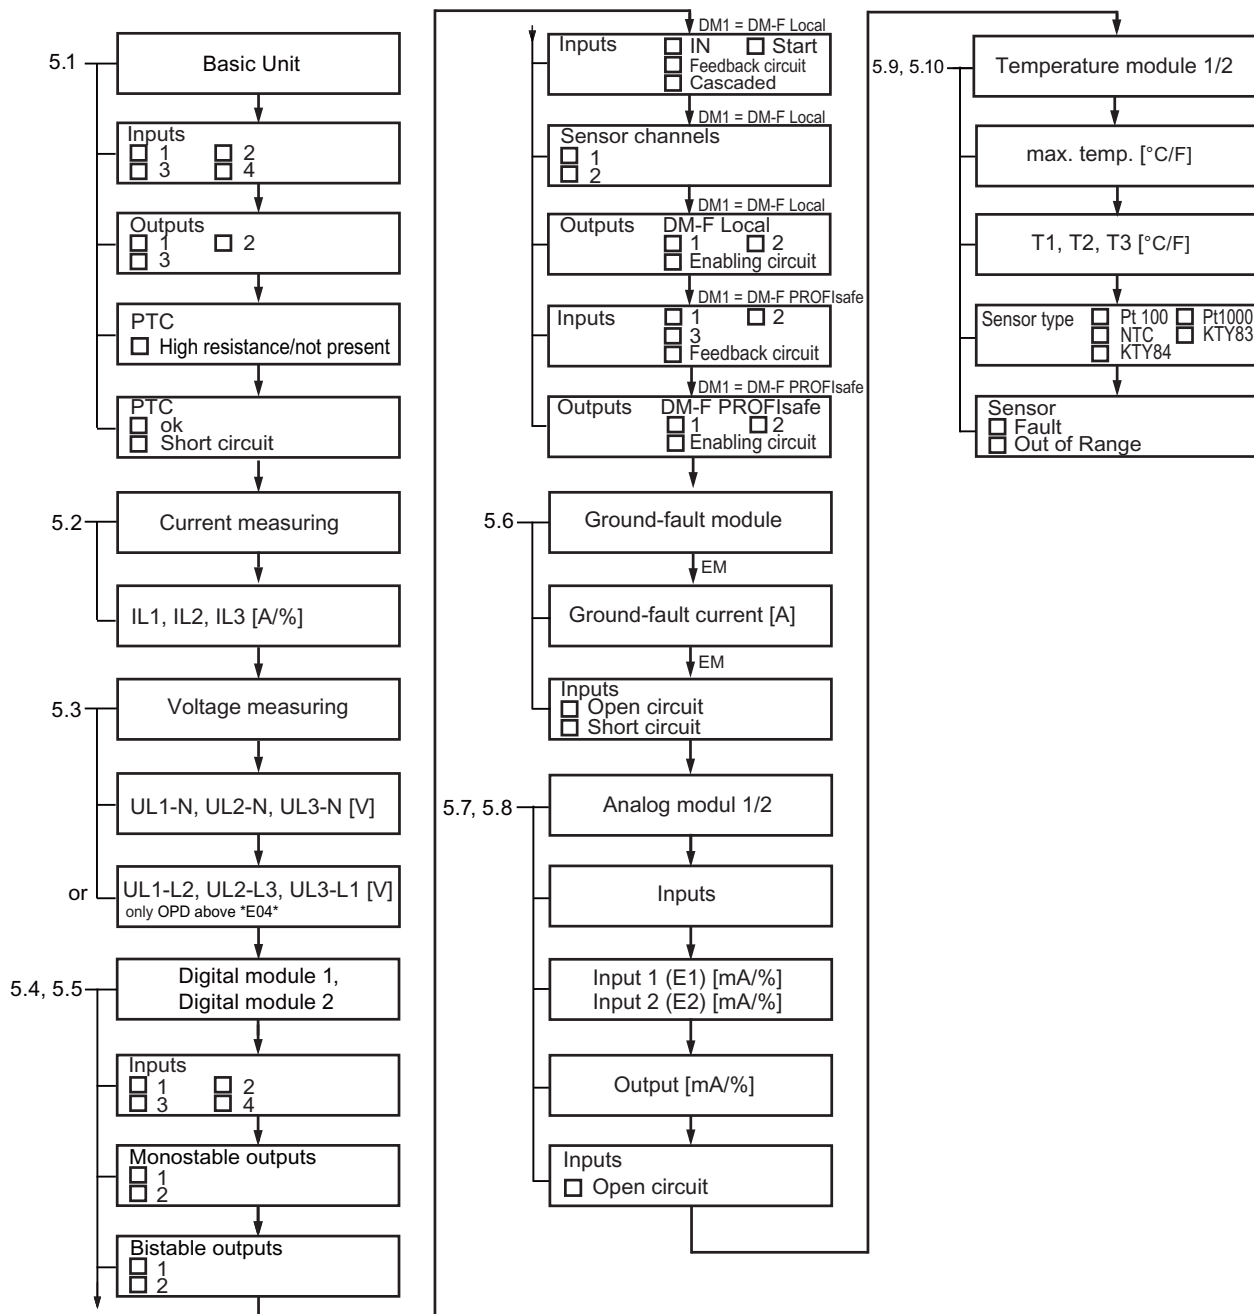 5.1
Basic Unit
Inputs
1 2
3 4
Outputs
1 2
3
PTC
High resistance/not present
PTC
ok
Short circuit
5.2
Current measuring
IL1, IL2, IL3 [A/%]
5.3
Voltage measuring
UL1-N, UL2-N, UL3-N [V]
or
UL1-L2, UL2-L3, UL3-L1 [V]
only OPD above *E04*
5.4, 5.5
Digital module 1,
Digital module 2
Inputs
1 2
3 4
Monostable outputs
1
2
Bistable outputs
1
2
DM1 = DM-F Local
Inputs IN Start
Feedback circuit
Cascaded
DM1 = DM-F Local
Sensor channels
1
2
DM1 = DM-F Local
Outputs DM-F Local
1 2
Enabling circuit
DM1 = DM-F PROFIsafe
Inputs 1 2
3
Feedback circuit
DM1 = DM-F PROFIsafe
Outputs DM-F PROFIsafe
1 2
Enabling circuit
5.6
Ground-fault module
EM
Ground-fault current [A]
EM
Inputs
Open circuit
Short circuit
5.7, 5.8
Analog modul 1/2
Inputs
Input 1 (E1) [mA/%]
Input 2 (E2) [mA/%]
Output [mA/%]
Inputs
Open circuit
5.9, 5.10
Temperature module 1/2
max. temp. [°C/F]
T1, T2, T3 [°C/F]
Sensor type Pt 100 Pt1000
NTC KTY83
KTY84
Sensor
Fault
Out of Range